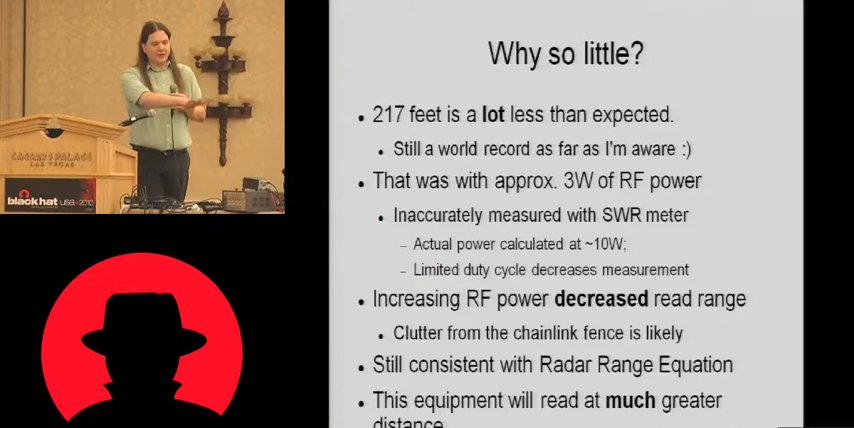 CAESARS PALACE
LAS VEGAS
black hat usa + 2010
Why so little?
• 217 feet is a lot less than expected.
• Still a world record as far as I'm aware :)
• That was with approx. 3W of RF power
• Inaccurately measured with SWR meter
– Actual power calculated at ~10W;
– Limited duty cycle decreases measurement
• Increasing RF power decreased read range
• Clutter from the chainlink fence is likely
• Still consistent with Radar Range Equation
• This equipment will read at much greater
distance